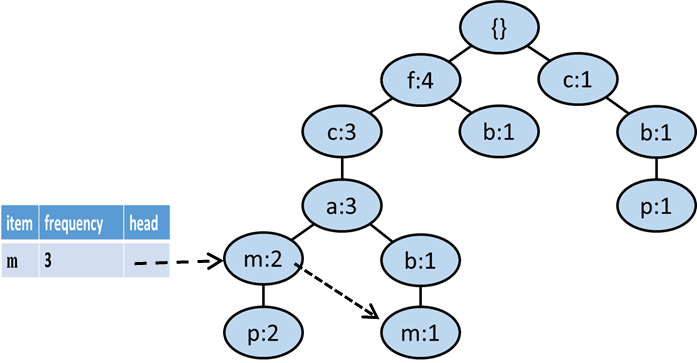 {}
f:4
c:1
c:3
b:1
b:1
a:3
p:1
item frequency head
m 3
m:2
b:1
p:2
m:1